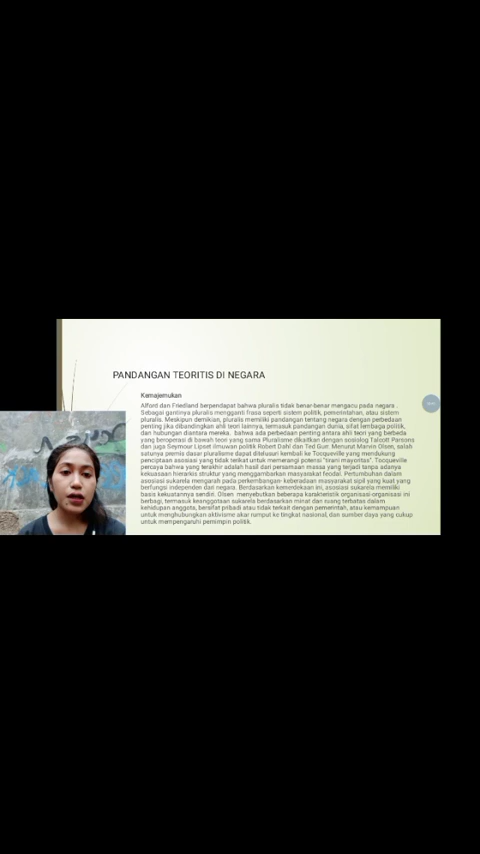 PANDANGAN TEORITIS DI NEGARA
Kemajemukan
Alford dan Friedland berpendapat bahwa pluralis tidak benar-benar mengacu pada negara .
Sebagai gantinya pluralis mengganti frasa seperti sistem politik, pemerintahan, atau sistem
pluralis. Meskipun demikian, pluralis memiliki pandangan tentang negara dengan perbedaan
penting jika dibandingkan ahli teori lainnya, termasuk pandangan dunia, sifat lembaga politik,
dan hubungan diantara mereka. bahwa ada perbedaan penting antara ahli teori yang berbeda
yang beroperasi di bawah teori yang sama Pluralisme dikaitkan dengan sosiolog Talcott Parsons
dan juga Seymour Lipset ilmuwan politik Robert Dahl dan Ted Gurr. Menurut Marvin Olsen, salah
satunya premis dasar pluralisme dapat ditelusuri kembali ke Tocqueville yang mendukung
penciptaan asosiasi yang tidak terikat untuk memerangi potensi "tirani mayoritas". Tocqueville
percaya bahwa yang terakhir adalah hasil dari persamaan massa yang terjadi tanpa adanya
kekuasaan hierarkis struktur yang menggambarkan masyarakat feodal. Pertumbuhan dalam
asosiasi sukarela mengarah pada perkembangan- keberadaan masyarakat sipil yang kuat yang
berfungsi independen dari negara. Berdasarkan kemerdekaan ini, asosiasi sukarela memiliki
basis kekuatannya sendiri. Olsen menyebutkan beberapa karakteristik organisasi-organisasi ini
berbagi, termasuk keanggotaan sukarela berdasarkan minat dan ruang terbatas dalam
kehidupan anggota, bersifat pribadi atau tidak terkait dengan pemerintah, atau kemampuan
untuk menghubungkan aktivisme akar rumput ke tingkat nasional, dan sumber daya yang cukup
untuk mempengaruhi pemimpin politik.